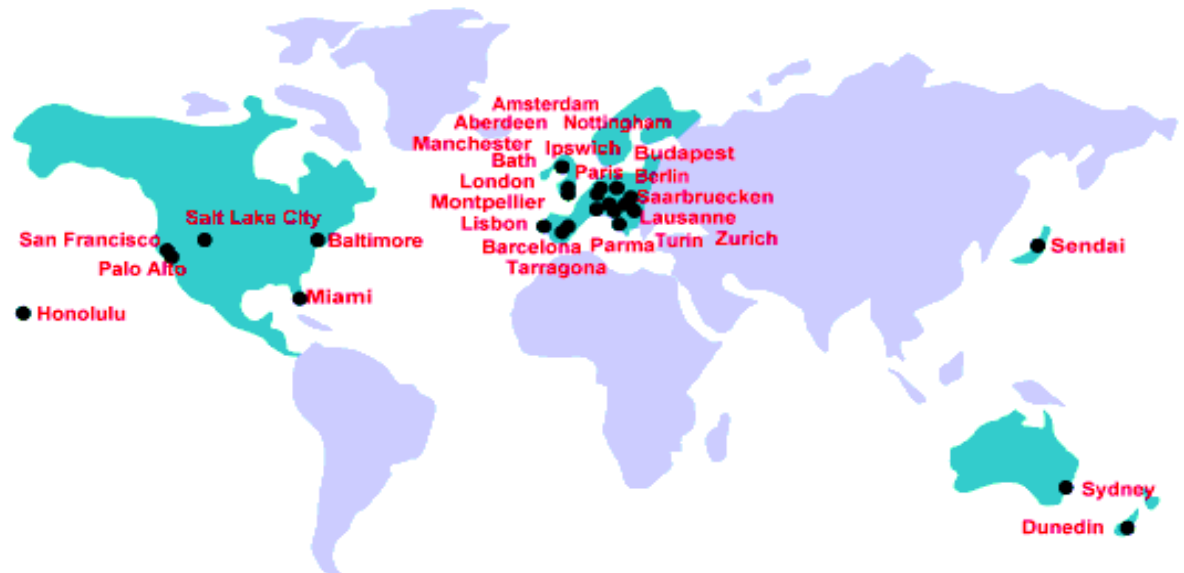 Amsterdam
Aberdeen Nottingham
Manchester Ipswich
Budapest
Bath
Paris Berlin
London
Saarbruecken
Montpellier
Lausanne
Salt Lake City
Lisbon
San Francisco
Baltimore
Barcelona Parma Turin Zurich
Sendai
Palo Alto
Tarragona
Miami
Honolulu
Sydney
Dunedin